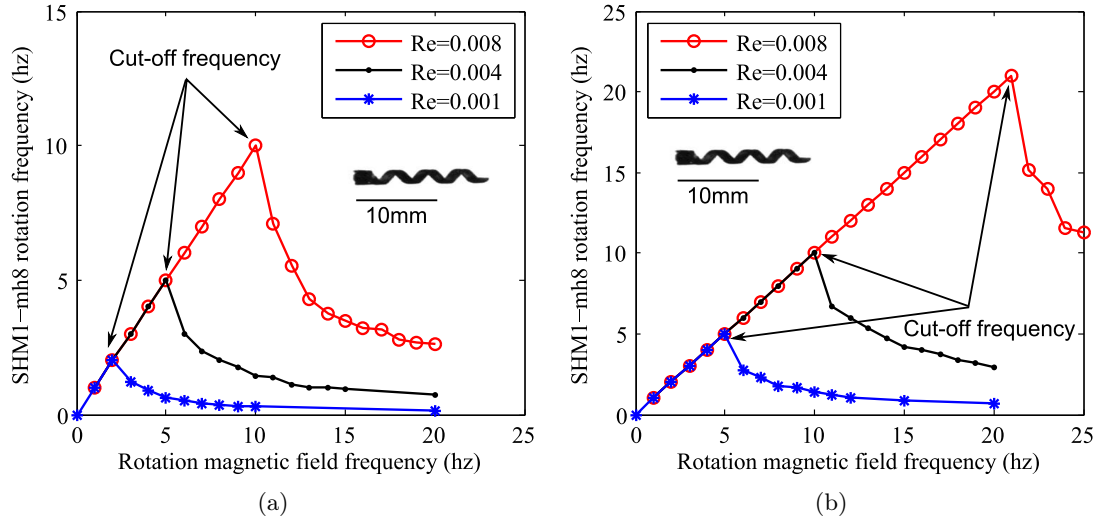 15
10
5
0
SHM1−mh8 rotation frequency (hz)
Cut-off frequency
Re=0.008
Re=0.004
Re=0.001
10mm
0
5
10
15
20
25
Rotation magnetic field frequency (hz)
(a)
25
20
15
10
5
0
SHM1−mh8 rotation frequency (hz)
Re=0.008
Re=0.004
Re=0.001
10mm
Cut-off frequency
0
5
10
15
20
25
Rotation magnetic field frequency (hz)
(b)